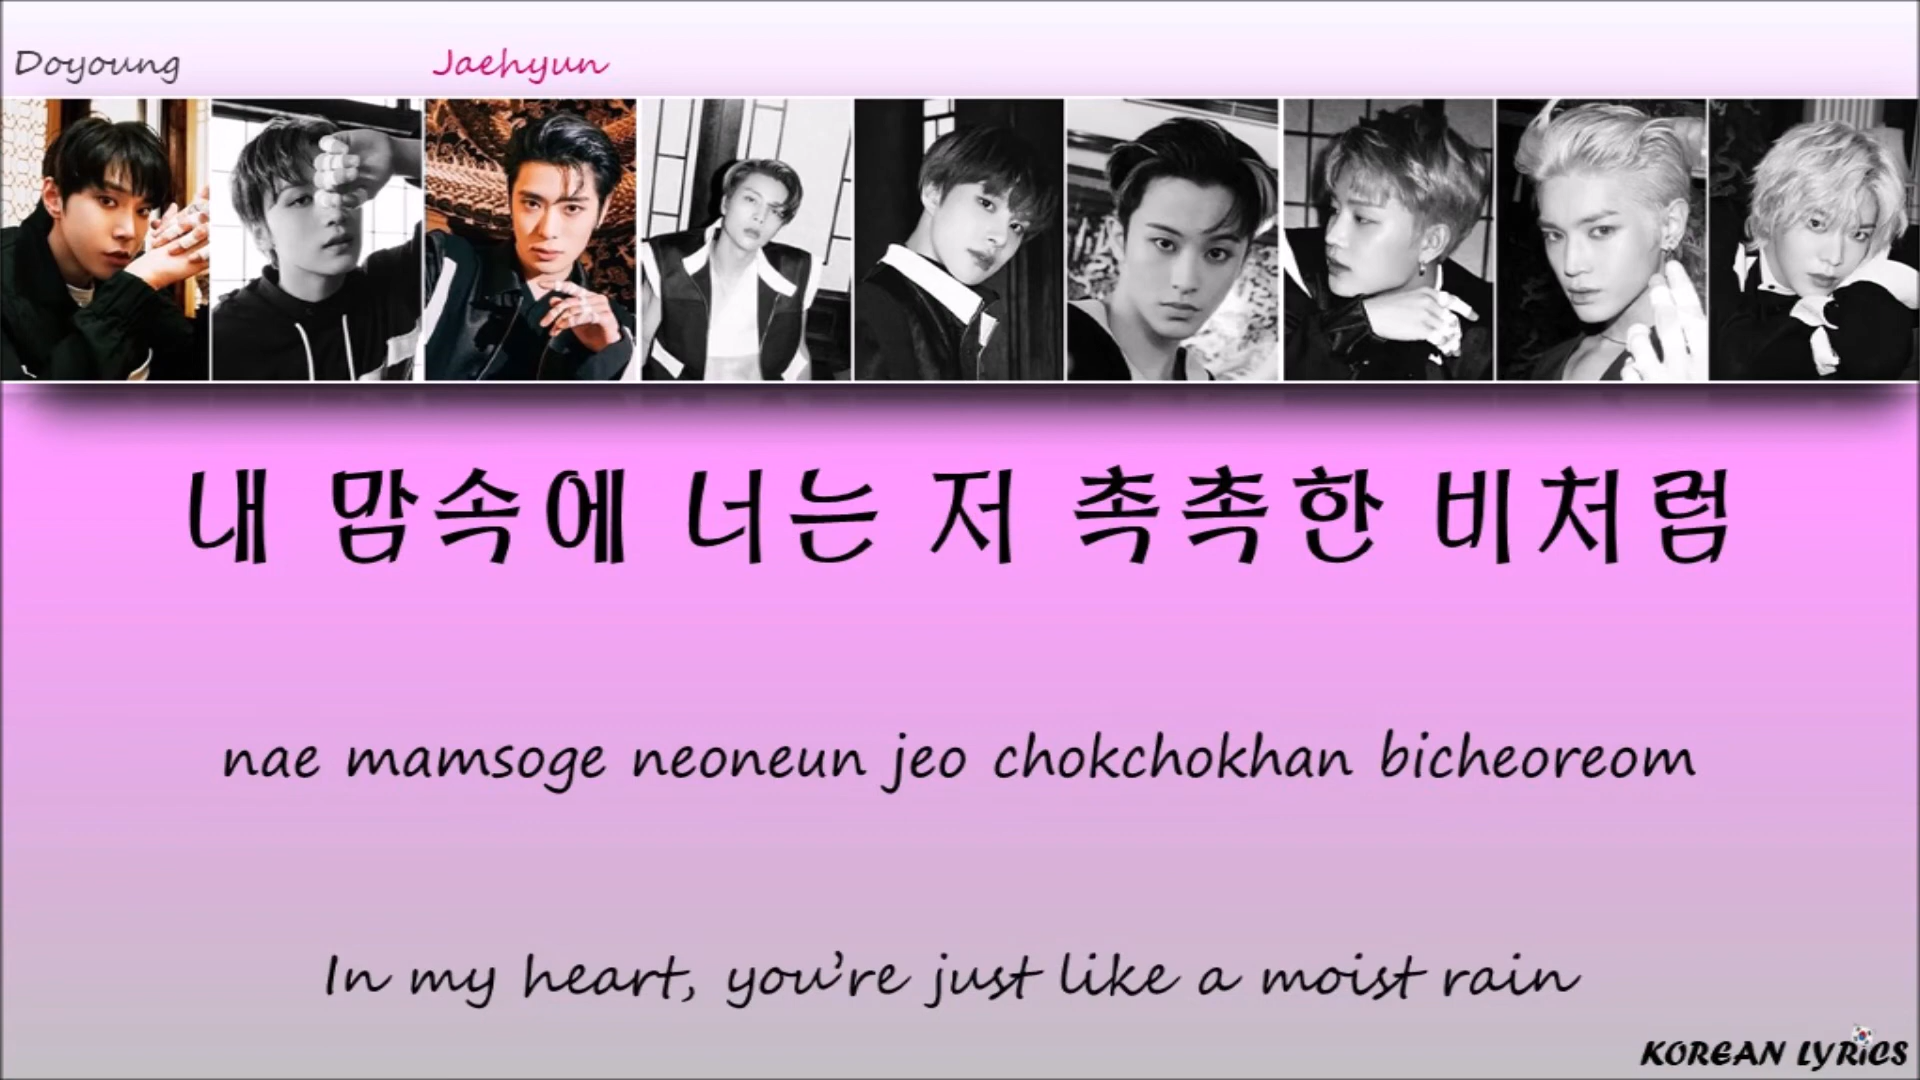 Doyoung Jaehyun
내 맘속에 너는 저 촉촉한 비처럼
nae mamsoge neoneun jeo chokchokhan bicheoreom
In my heart, you're just like a moist rain
KOREAN LYRiCS